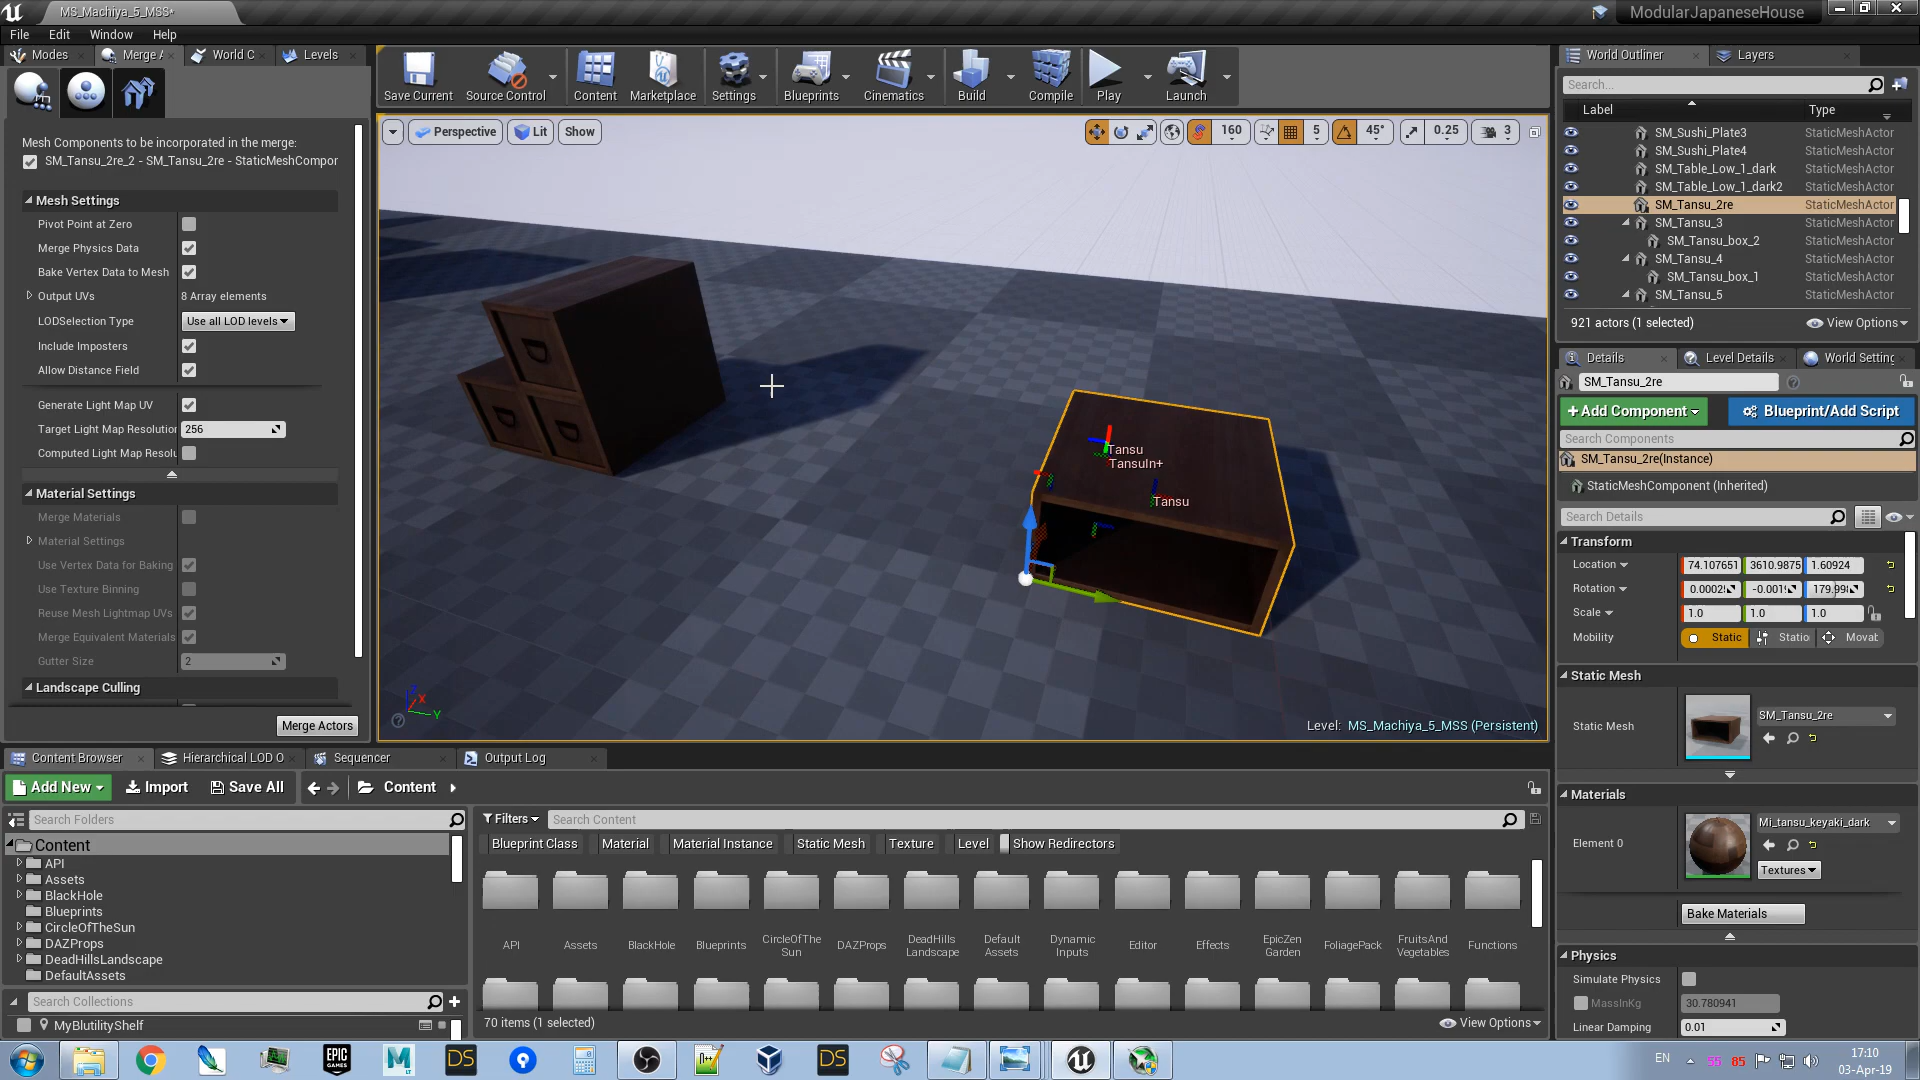 MS_Machiya_5_MSS*
ModularJapaneseHouse
File Edit Window Help
Modes Merge A World C Levels
Save Current Source Control Content Marketplace Settings Blueprints Cinematics Build Compile Play Launch
Mesh Components to be incorporated in the merge:
SM_Tansu_2re_2 - SM_Tansu_2re - StaticMeshCompor
Mesh Settings
Pivot Point at Zero
Merge Physics Data
Bake Vertex Data to Mesh
Output UVs 8 Array elements
LODSelection Type Use all LOD levels
Include Imposters
Allow Distance Field
Generate Light Map UV
Target Light Map Resolution 256
Computed Light Map Resolu
Material Settings
Merge Materials
Material Settings
Use Vertex Data for Baking
Use Texture Binning
Reuse Mesh Lightmap UVs
Merge Equivalent Materials
Gutter Size 2
Landscape Culling
Merge Actors
Perspective Lit Show
160 5 45° 0.25 3
Tansu
TansuIn+
Tansu
Z X Y
Level: MS_Machiya_5_MSS (Persistent)
World Outliner Layers
Search...
Label Type
SM_Sushi_Plate3 StaticMeshActor
SM_Sushi_Plate4 StaticMeshActor
SM_Table_Low_1_dark StaticMeshActor
SM_Table_Low_1_dark2 StaticMeshActor
SM_Tansu_2re StaticMeshActor
SM_Tansu_3 StaticMeshActor
SM_Tansu_box_2 StaticMeshActor
SM_Tansu_4 StaticMeshActor
SM_Tansu_box_1 StaticMeshActor
SM_Tansu_5 StaticMeshActor
921 actors (1 selected) View Options
Details Level Details World Setting
SM_Tansu_2re
+Add Component Blueprint/Add Script
Search Components
SM_Tansu_2re(Instance)
StaticMeshComponent (Inherited)
Search Details
Transform
Location 74.107651 3610.9875 1.60924
Rotation 0.0002 -0.001 179.99
Scale 1.0 1.0 1.0
Mobility Static Statio Movab
Static Mesh
Static Mesh SM_Tansu_2re
Materials
Element 0 Mi_tansu_keyaki_dark
Textures
Bake Materials
Physics
Simulate Physics
MassInKg 30.780941
Linear Damping 0.01
Content Browser Hierarchical LOD O Sequencer Output Log
Add New Import Save All Content
Search Folders
Content
API
Assets
BlackHole
Blueprints
CircleOfTheSun
DAZProps
DeadHillsLandscape
DefaultAssets
Search Collections
MyBlutilityShelf
Filters Search Content
Blueprint Class Material Material Instance Static Mesh Texture Level Show Redirectors
API Assets BlackHole Blueprints CircleOfThe Sun DAZProps DeadHills Landscape Default Assets Dynamic Inputs Editor Effects EpicZen Garden FoliagePack FruitsAnd Vegetables Functions
70 items (1 selected) View Options
EPIC GAMES
M LT
DS
DS
EN 55 85 17:10
03-Apr-19